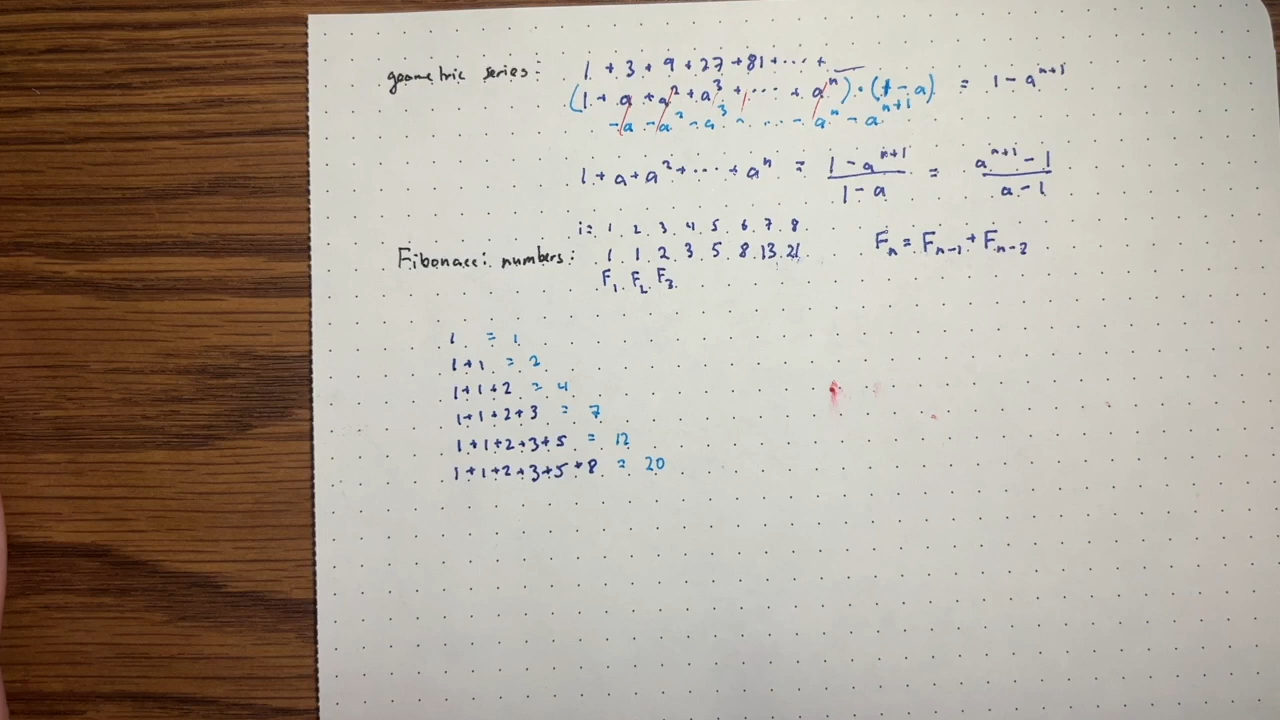 geometric series: 1 + 3 + 9 + 27 + 81 + ... + _
(1 + a + a² + a³ + ... + aⁿ) · (1 - a) = 1 - aⁿ⁺¹
- a - a² - a³ - ... - aⁿ - aⁿ⁺¹
1 + a + a² + ... + aⁿ = (1 - aⁿ⁺¹)/(1 - a) = (aⁿ⁺¹ - 1)/(a - 1)
i = 1 2 3 4 5 6 7 8
Fibonacci numbers: 1 1 2 3 5 8 13 21 Fₙ = Fₙ₋₁ + Fₙ₋₂
F₁ F₂ F₃
1 = 1
1+1 = 2
1+1+2 = 4
1+1+2+3 = 7
1+1+2+3+5 = 12
1+1+2+3+5+8 = 20